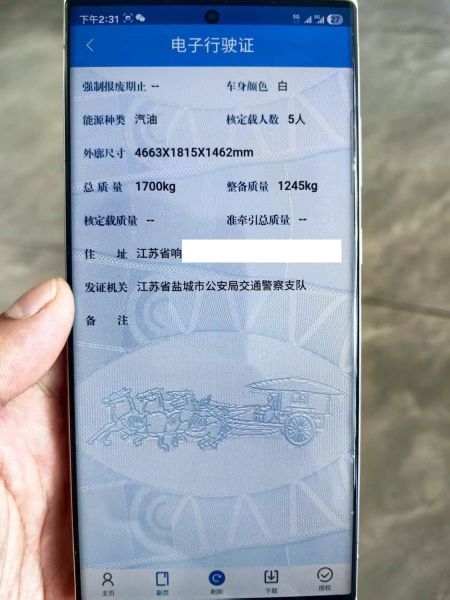 下午2:31 5G 5G 27
电子行驶证
强制报废期止 -- 车身颜色 白
能源种类 汽油 核定载人数 5人
外廓尺寸 4663X1815X1462mm
总质量 1700kg 整备质量 1245kg
核定载质量 -- 准牵引总质量 --
住址 江苏省响
发证机关 江苏省盐城市公安局交通警察支队
备注
主页 副页 刷新 下载 授权